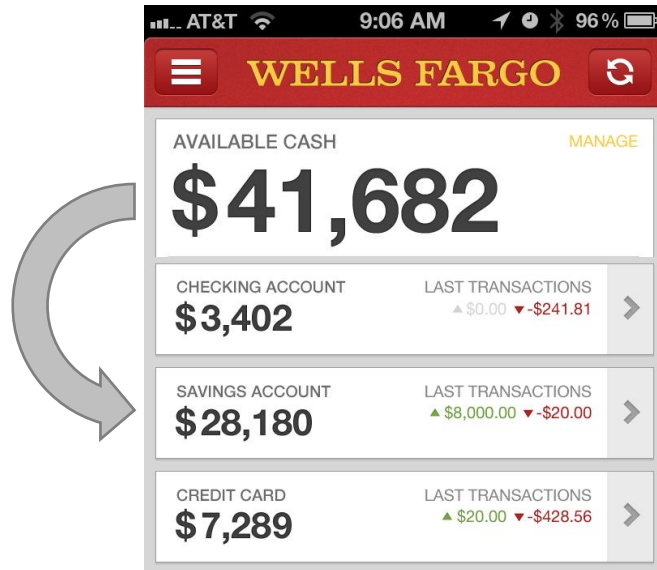 AT&T 9:06 AM 96%
WELLS FARGO
AVAILABLE CASH MANAGE
$41,682
CHECKING ACCOUNT LAST TRANSACTIONS
$3,402 ▲$0.00 ▼-$241.81
SAVINGS ACCOUNT LAST TRANSACTIONS
$28,180 ▲ $8,000.00 ▼-$20.00
CREDIT CARD LAST TRANSACTIONS
$7,289 ▲ $20.00 ▼-$428.56